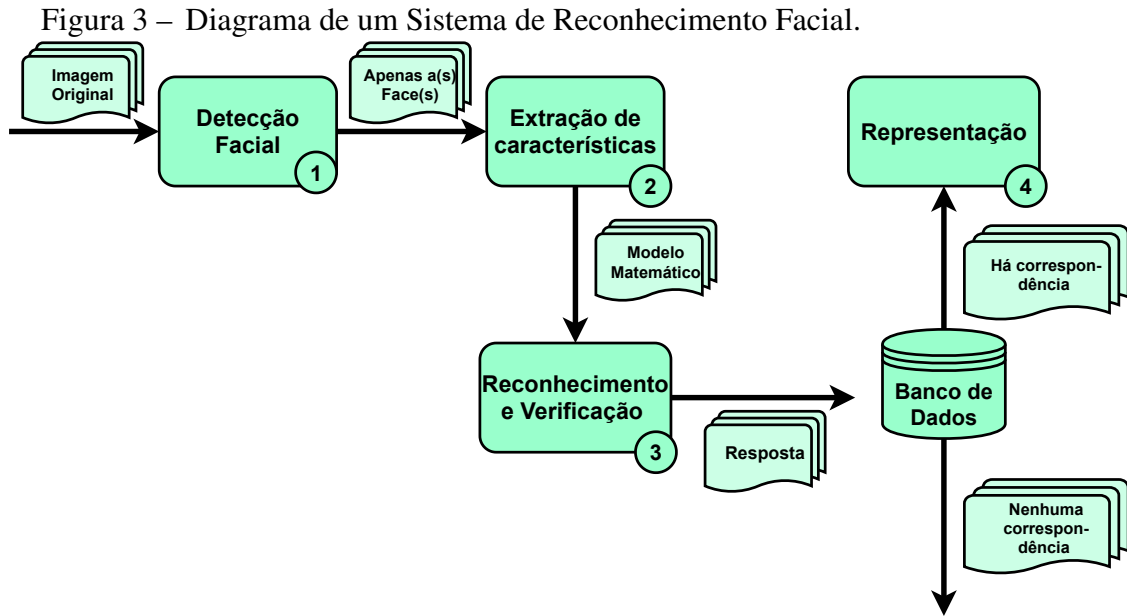 Figura 3 – Diagrama de um Sistema de Reconhecimento Facial.
Imagem
Original
Detecção
Facial
1
Apenas a(s)
Face(s)
Extração de
características
2
Modelo
Matemático
Reconhecimento
e Verificação
3
Resposta
Banco de
Dados
Há correspon-
dência
Representação
4
Nenhuma
correspon-
dência